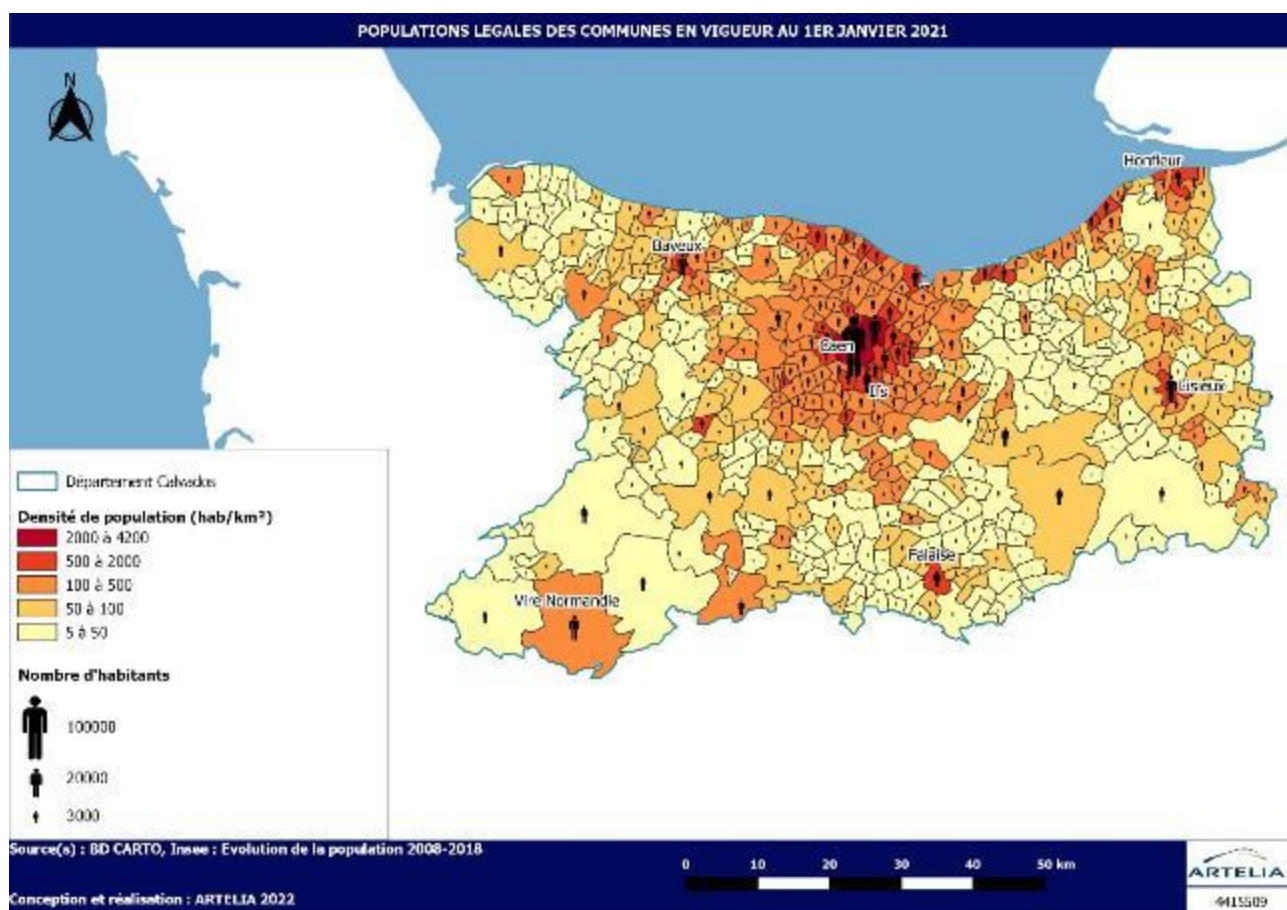 POPULATIONS LEGALES DES COMMUNES EN VIGUEUR AU 1ER JANVIER 2021
N
Honfleur
Bayeux
Caen
Ifs
Lisieux
Falaise
Vire Normandie
Département Calvados
Densité de population (hab/km²)
2000 à 4200
500 à 2000
100 à 500
50 à 100
5 à 50
Nombre d'habitants
100000
20000
3000
Source(s) : BD CARTO, Insee : Evolution de la population 2008-2018
0 10 20 30 40 50 km
Conception et réalisation : ARTELIA 2022
ARTELIA
4415509